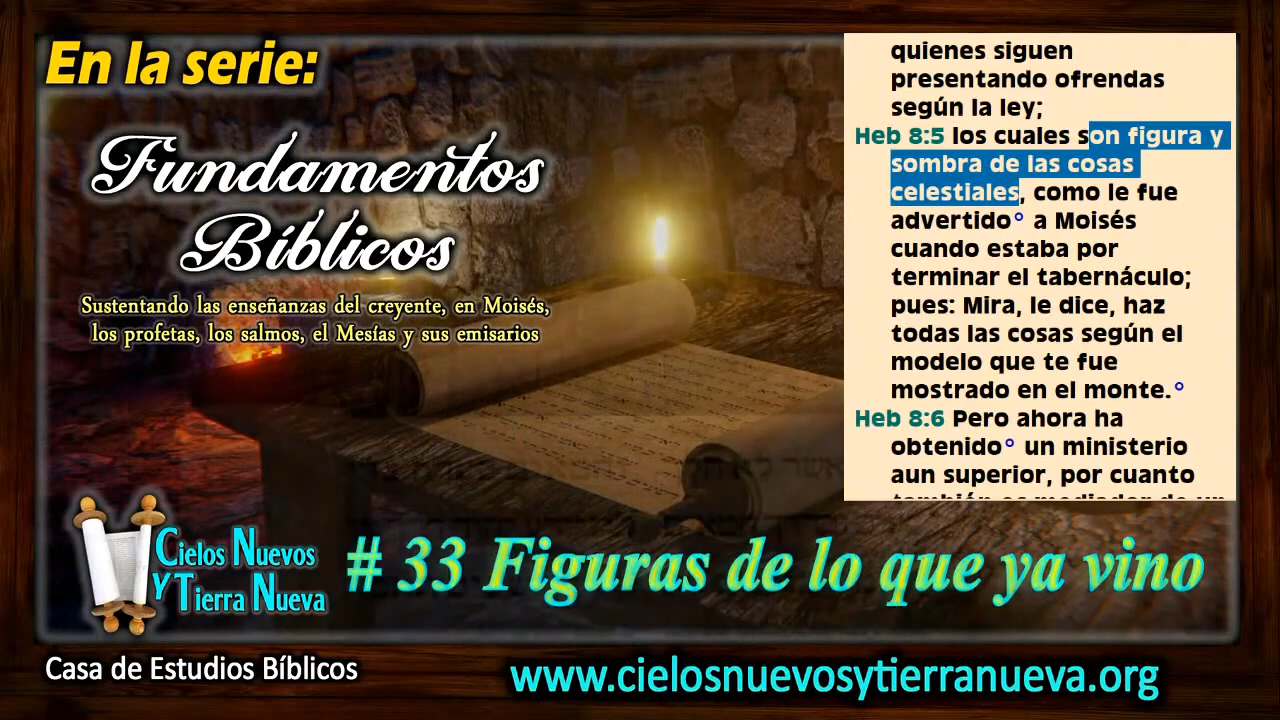 En la serie:
Fundamentos
Bíblicos
Sustentando las enseñanzas del creyente, en Moisés,
los profetas, los salmos, el Mesías y sus emisarios
quienes siguen
presentando ofrendas
según la ley;
Heb 8:5 los cuales son figura y
sombra de las cosas
celestiales, como le fue
advertido° a Moisés
cuando estaba por
terminar el tabernáculo;
pues: Mira, le dice, haz
todas las cosas según el
modelo que te fue
mostrado en el monte.°
Heb 8:6 Pero ahora ha
obtenido° un ministerio
aun superior, por cuanto
también es mediador de un
Cielos Nuevos
Y Tierra Nueva
# 33 Figuras de lo que ya vino
Casa de Estudios Bíblicos
www.cielosnuevosytierranueva.org